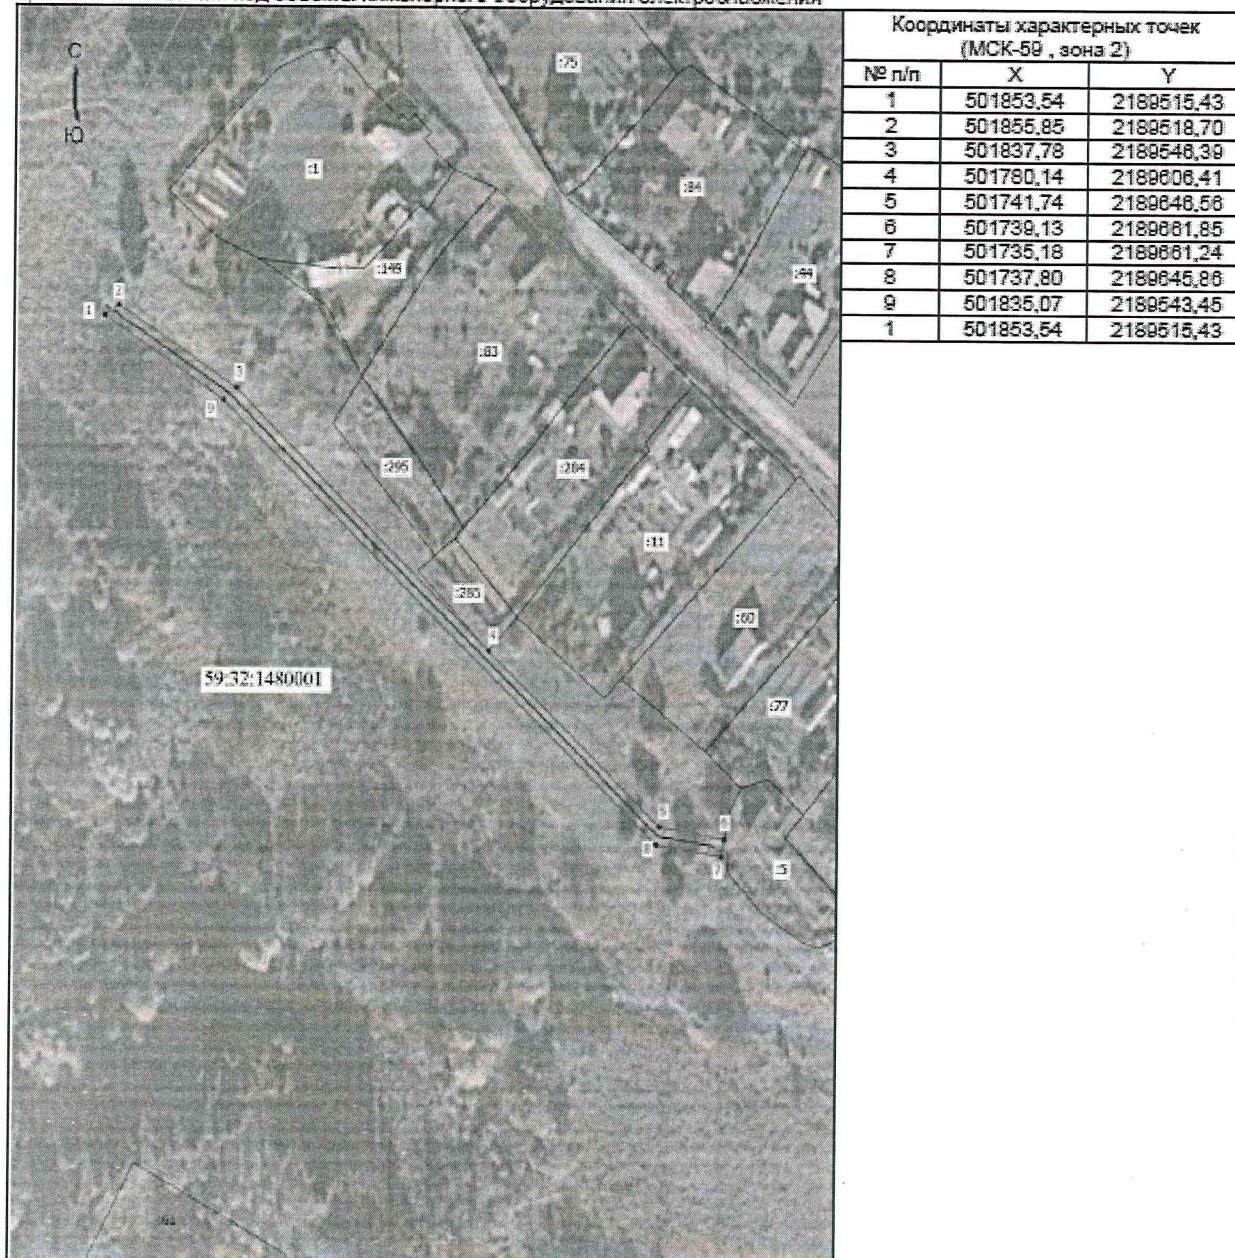 Координаты характерных точек
(МСК-59 , зона 2)
№ п/п X Y
1 501853,54 2189515,43
2 501855,85 2189518,70
3 501837,78 2189546,39
4 501780,14 2189606,41
5 501741,74 2189646,56
6 501739,13 2189661,85
7 501735,18 2189661,24
8 501737,80 2189645,86
9 501835,07 2189543,45
1 501853,54 2189515,43
С
Ю
:75
:1
:84
:149
:44
1
2
:83
3
9
:295
:284
:11
:285
:60
4
59:32:1480001
:77
5
6
8
7
:5